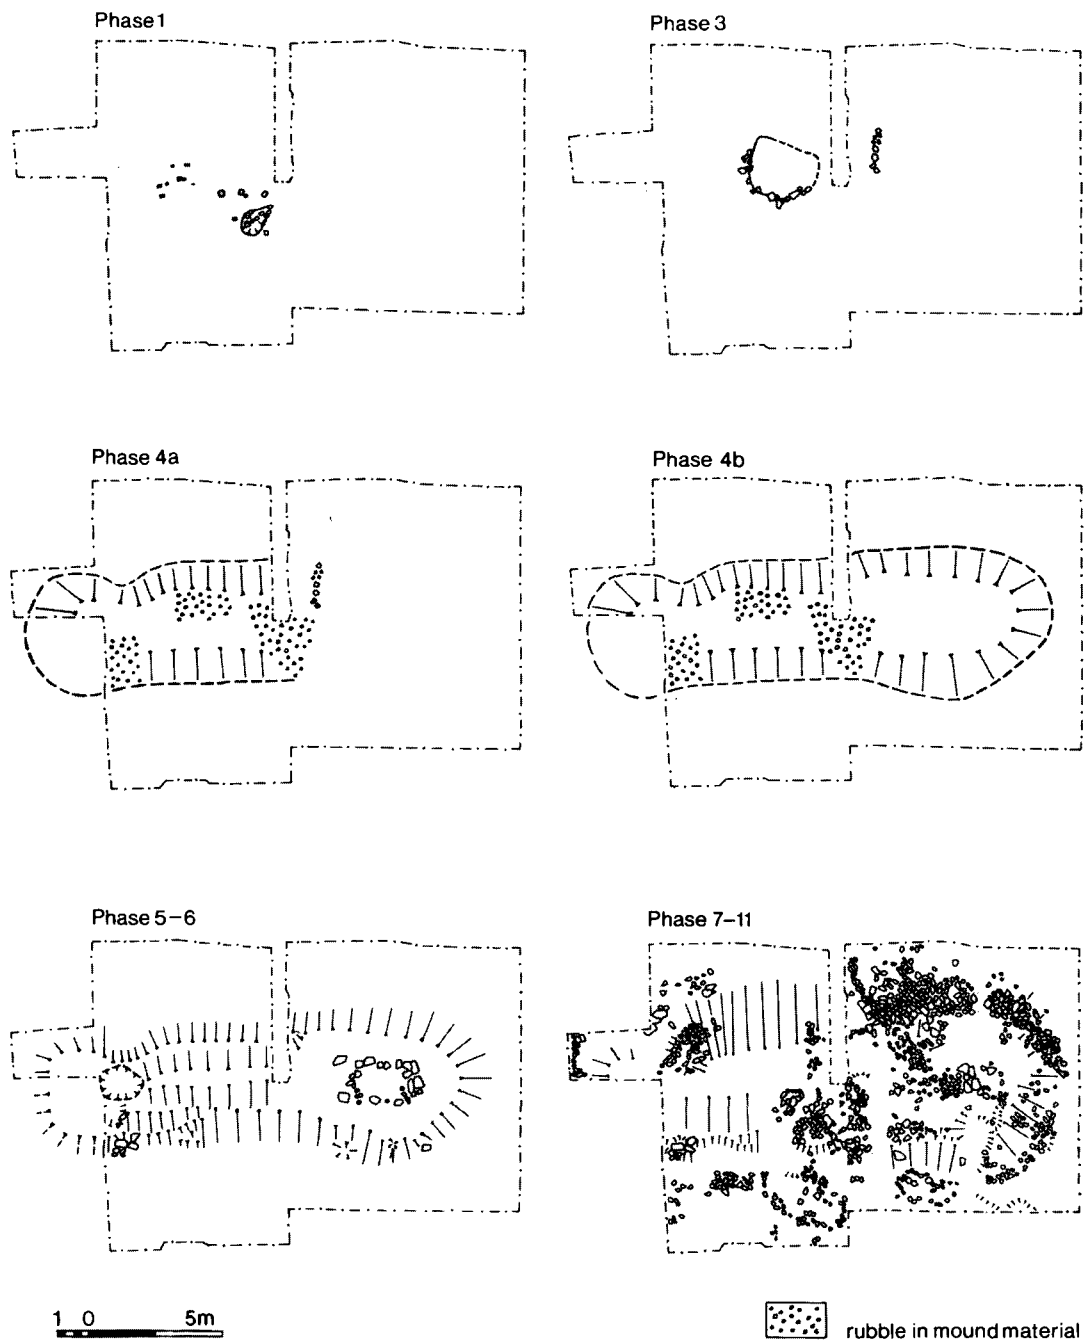 Phase 1
Phase 3
Phase 4a
Phase 4b
Phase 5-6
Phase 7-11
1 0 5m
rubble in mound material